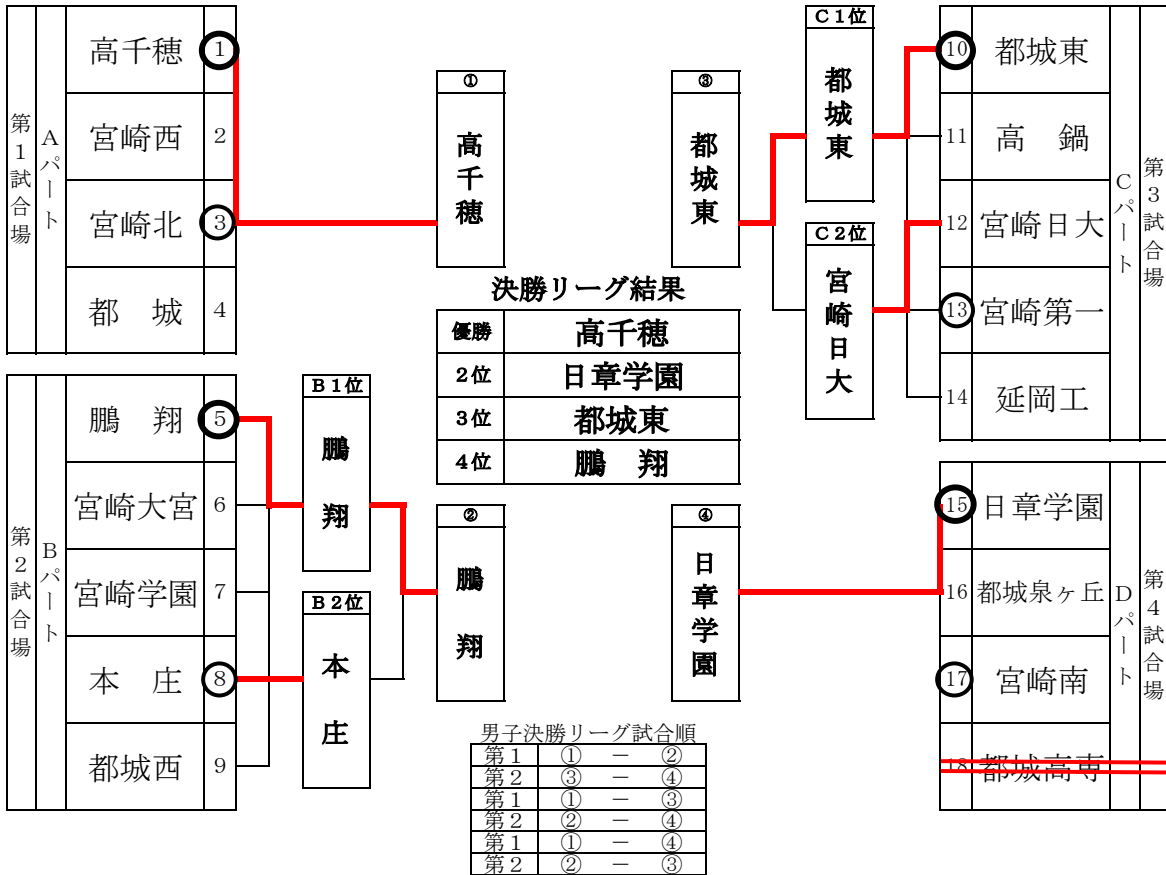 第1試合場
Aパート
高千穂 1
宮崎西 2
宮崎北 3
都 城 4
第2試合場
Bパート
鵬 翔 5
宮崎大宮 6
宮崎学園 7
本 庄 8
都城西 9
B1位
鵬 翔
B2位
本 庄
①
高千穂
②
鵬 翔
決勝リーグ結果
優勝 高千穂
2位 日章学園
3位 都城東
4位 鵬 翔
男子決勝リーグ試合順
第1 ① － ②
第2 ③ － ④
第1 ① － ③
第2 ② － ④
第1 ① － ④
第2 ② － ③
③
都城東
④
日章学園
C1位
都城東
C2位
宮崎日大
10 都城東
11 高 鍋
12 宮崎日大
13 宮崎第一
14 延岡工
Cパート
第3試合場
15 日章学園
16 都城泉ヶ丘
17 宮崎南
18 都城高専
Dパート
第4試合場